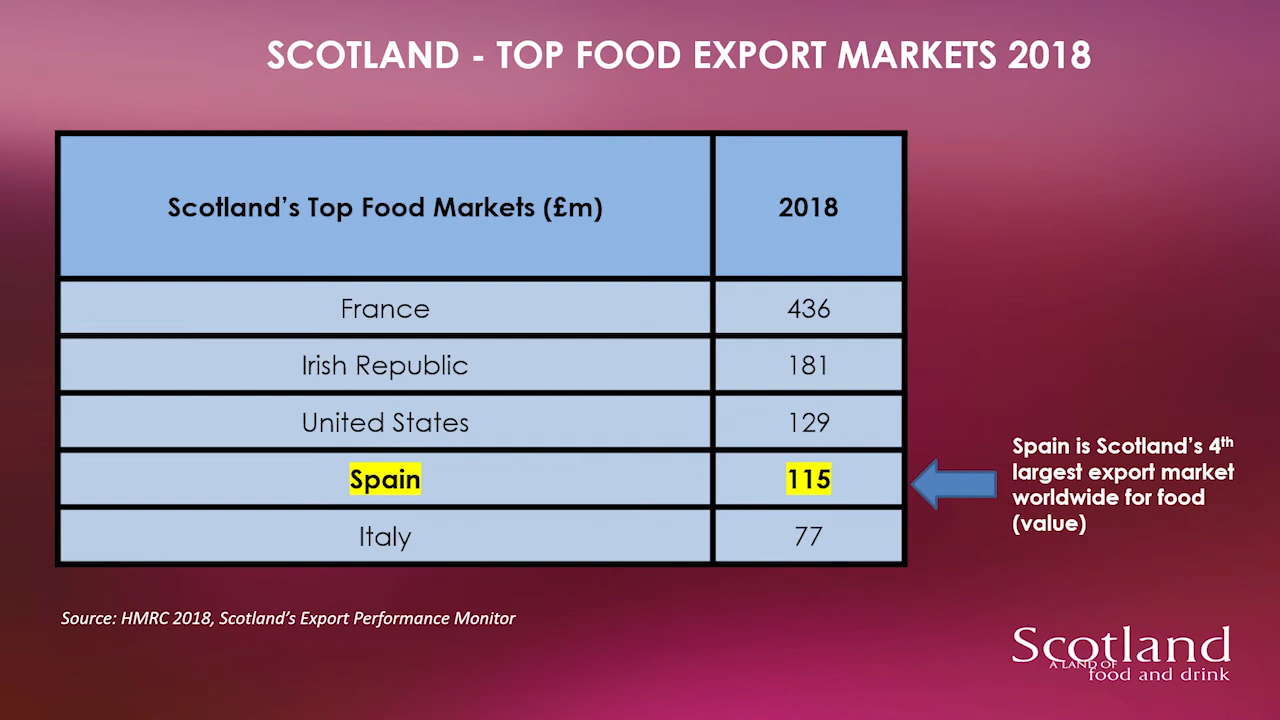 SCOTLAND - TOP FOOD EXPORT MARKETS 2018
Scotland's Top Food Markets (£m) 2018
France 436
Irish Republic 181
United States 129
Spain 115
Italy 77
Spain is Scotland's 4th
largest export market
worldwide for food
(value)
Source: HMRC 2018, Scotland's Export Performance Monitor
Scotland
A LAND OF
food and drink